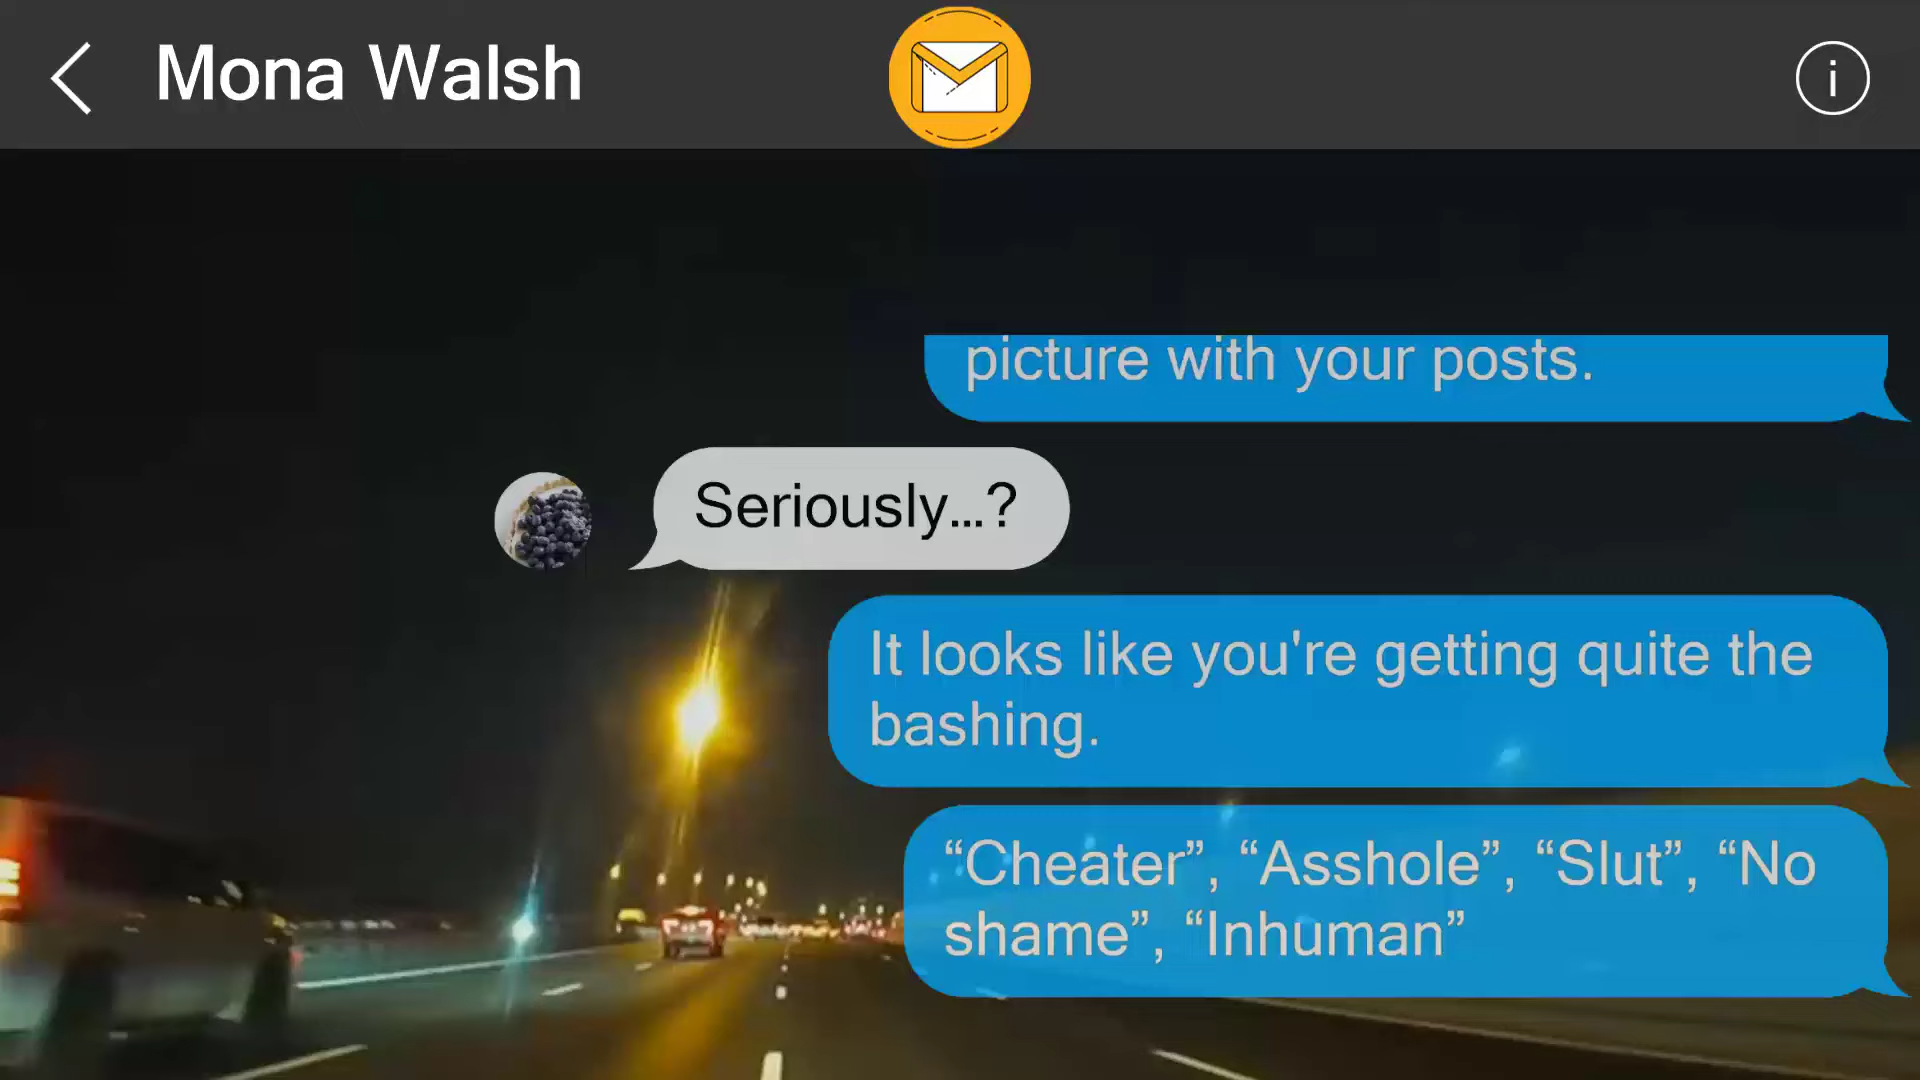 Mona Walsh
i
picture with your posts.
Seriously...?
It looks like you're getting quite the
bashing.
“Cheater”, “Asshole”, “Slut”, “No
shame”, “Inhuman”